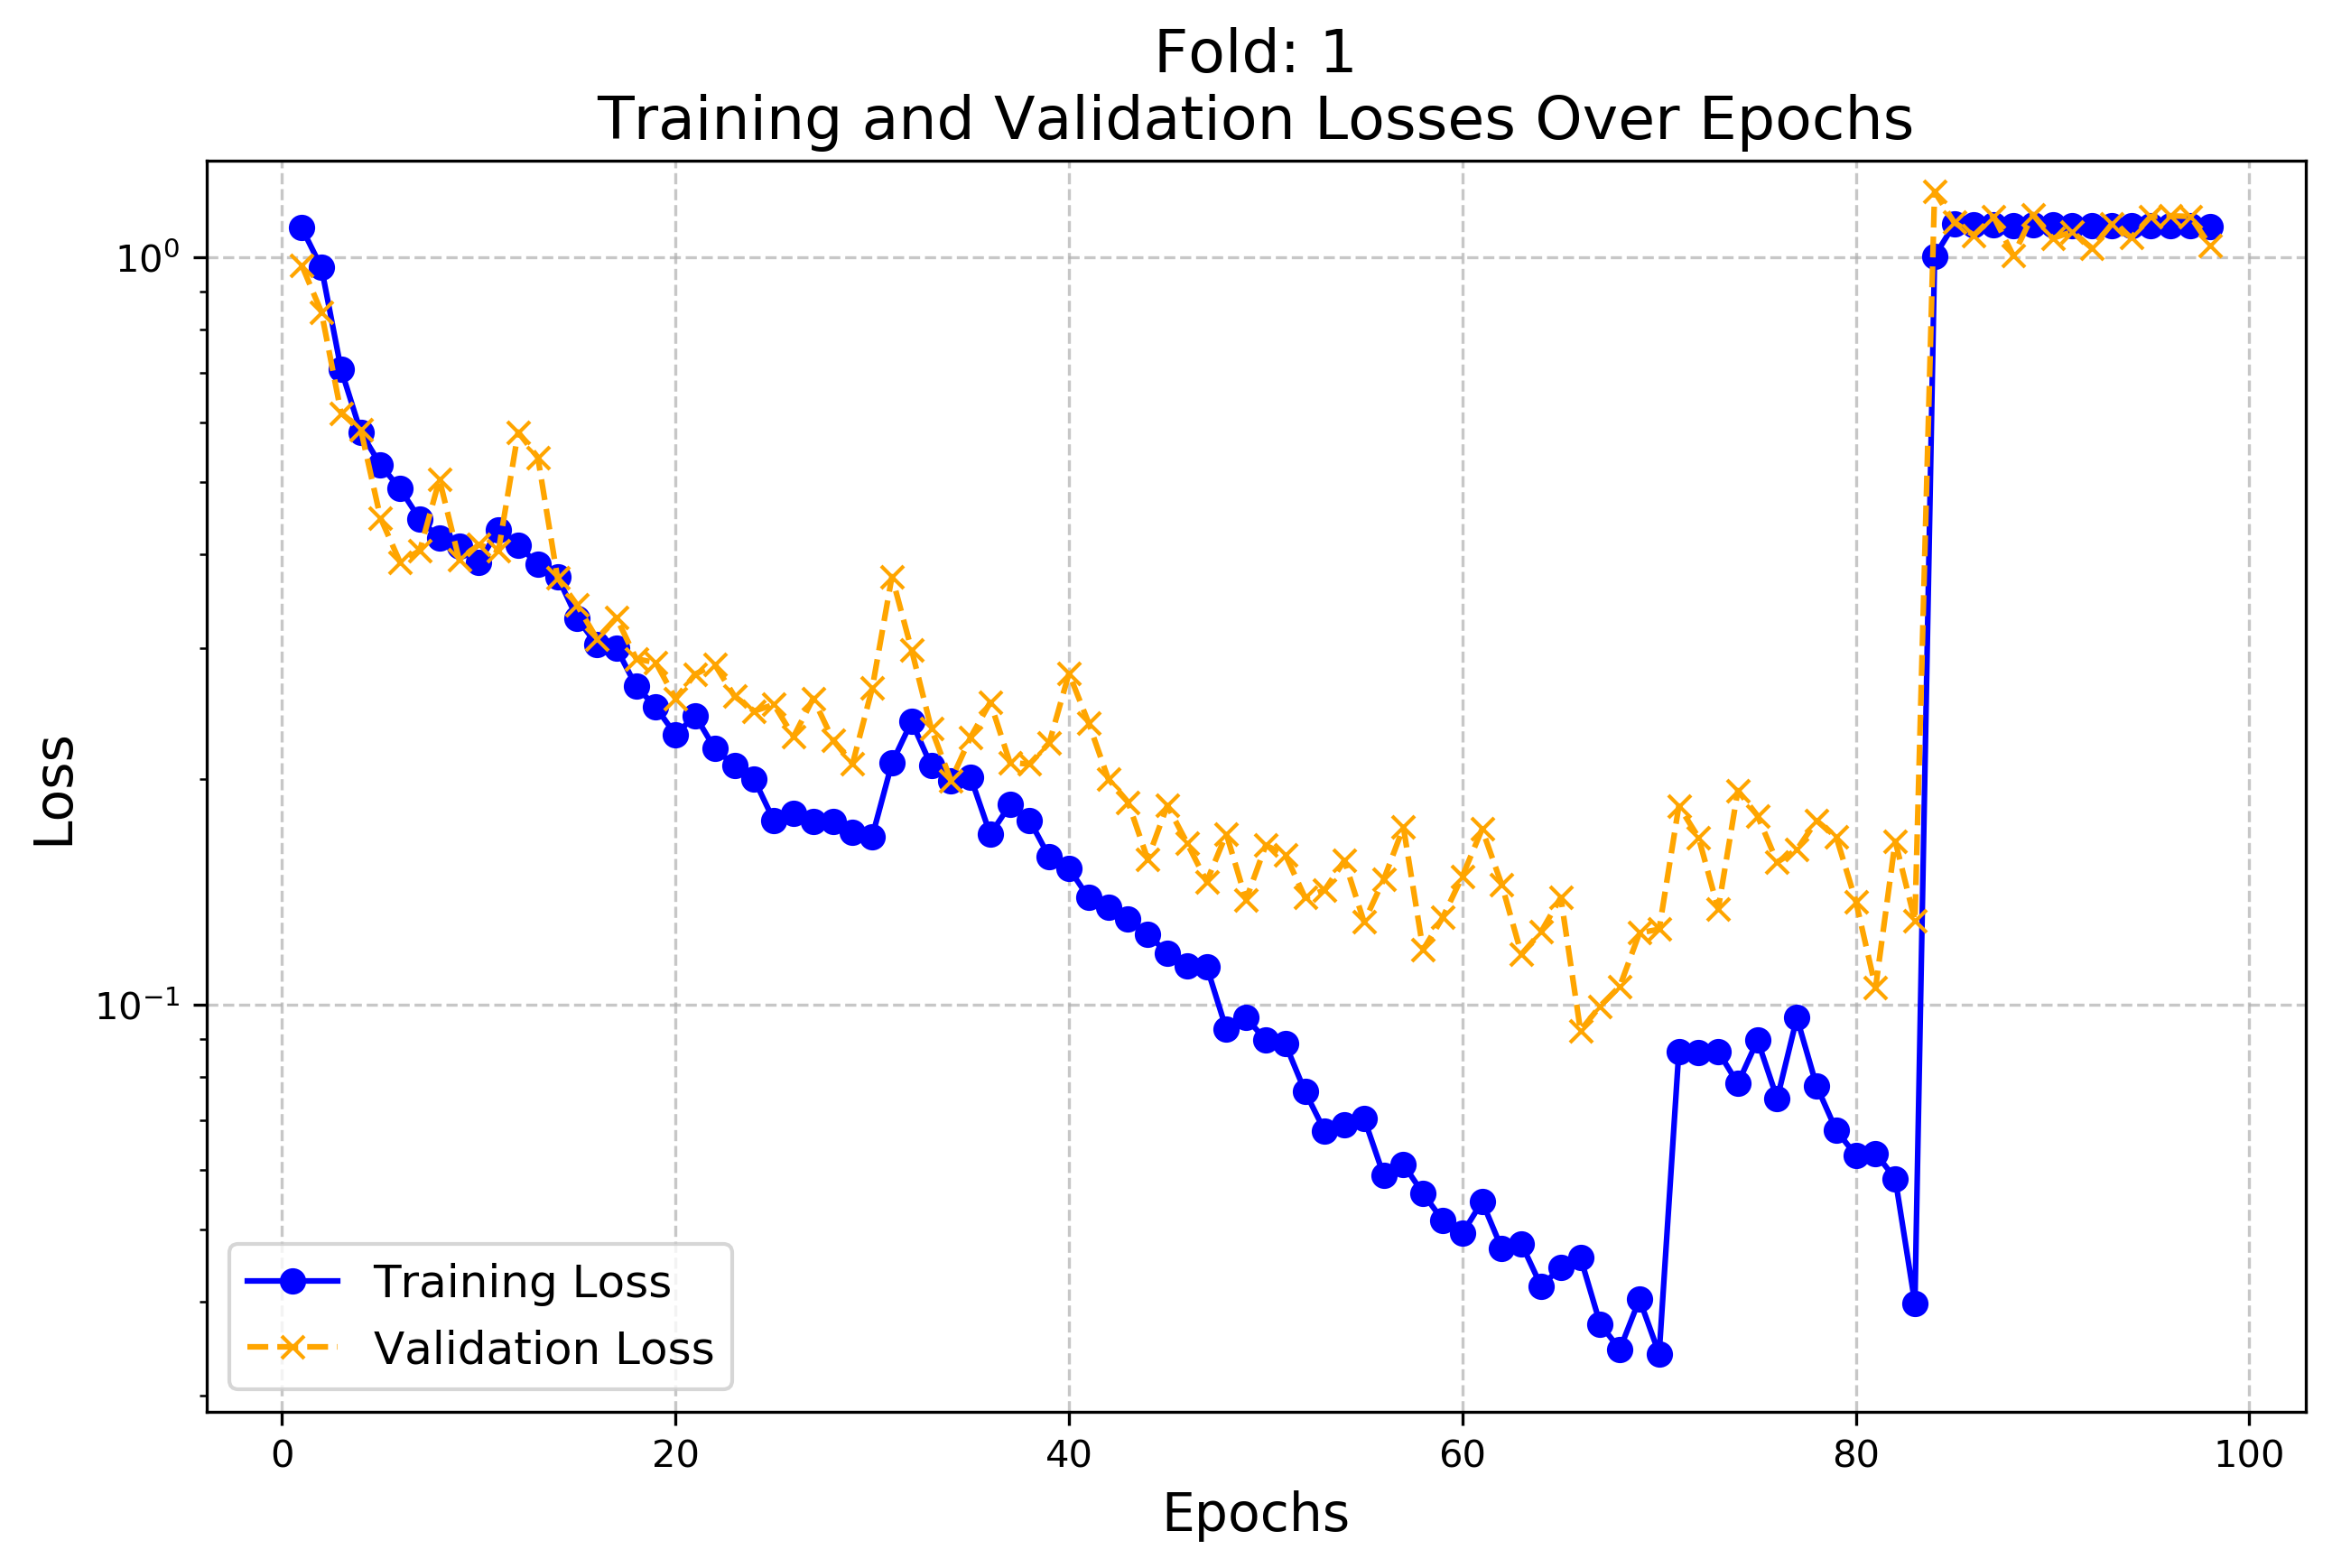 Fold: 1
Training and Validation Losses Over Epochs
10⁰
10⁻¹
Loss
Training Loss
Validation Loss
0 20 40 60 80 100
Epochs